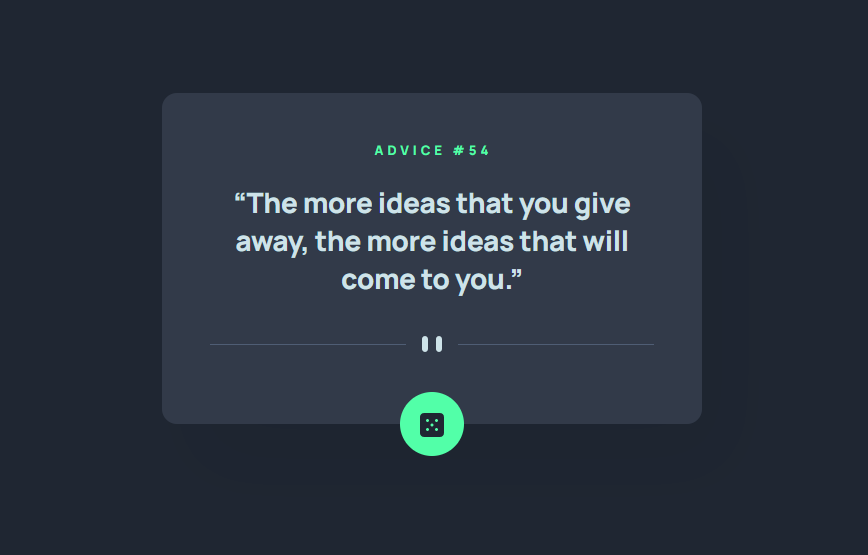 ADVICE #54
“The more ideas that you give
away, the more ideas that will
come to you.”